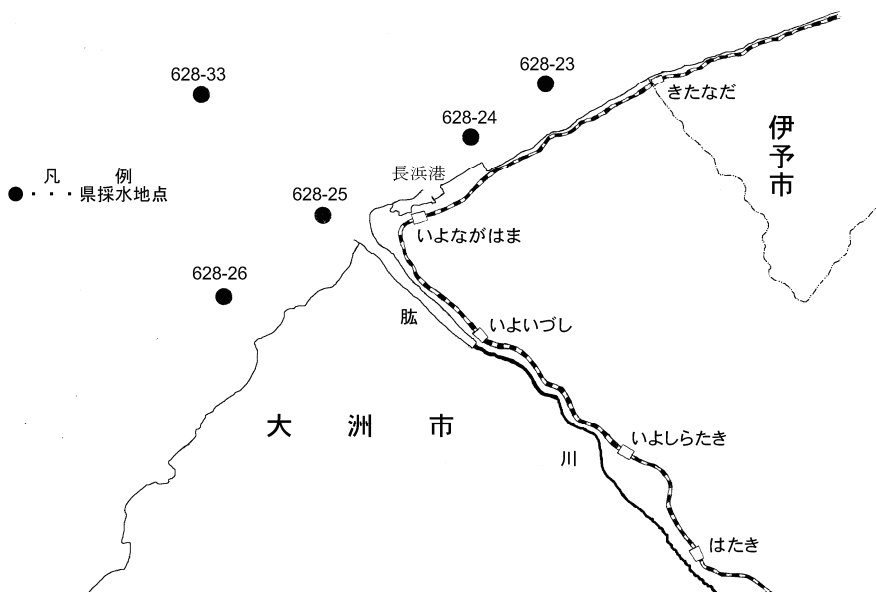 628-33
628-23
きたなだ
628-24
伊予市
長浜港
凡 例
●・・・県採水地点
628-25
いよながはま
628-26
肱
いよいづし
大洲市
いよしらたき
川
はたき